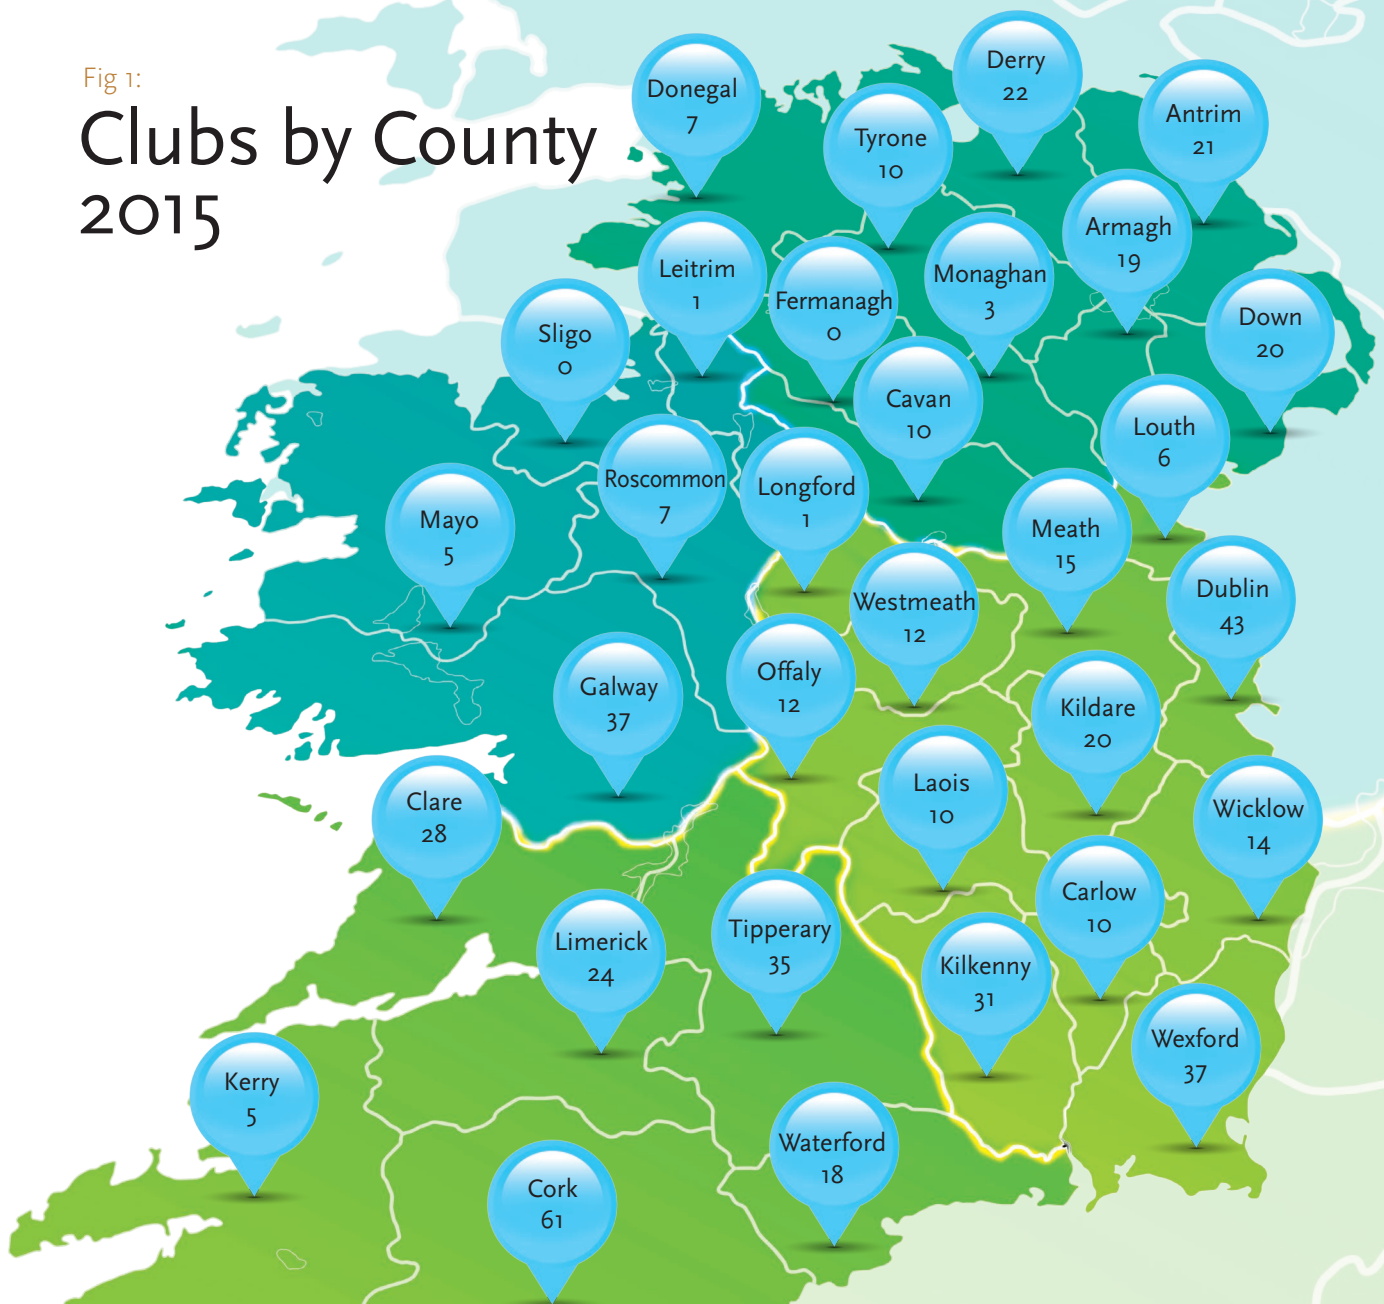 Fig 1:
Clubs by County
2015
Donegal
7
Derry
22
Tyrone
10
Antrim
21
Armagh
19
Leitrim
1
Fermanagh
0
Monaghan
3
Down
20
Sligo
0
Cavan
10
Louth
6
Roscommon
7
Longford
1
Mayo
5
Meath
15
Westmeath
12
Dublin
43
Galway
37
Offaly
12
Kildare
20
Laois
10
Clare
28
Wicklow
14
Carlow
10
Limerick
24
Tipperary
35
Kilkenny
31
Wexford
37
Kerry
5
Waterford
18
Cork
61